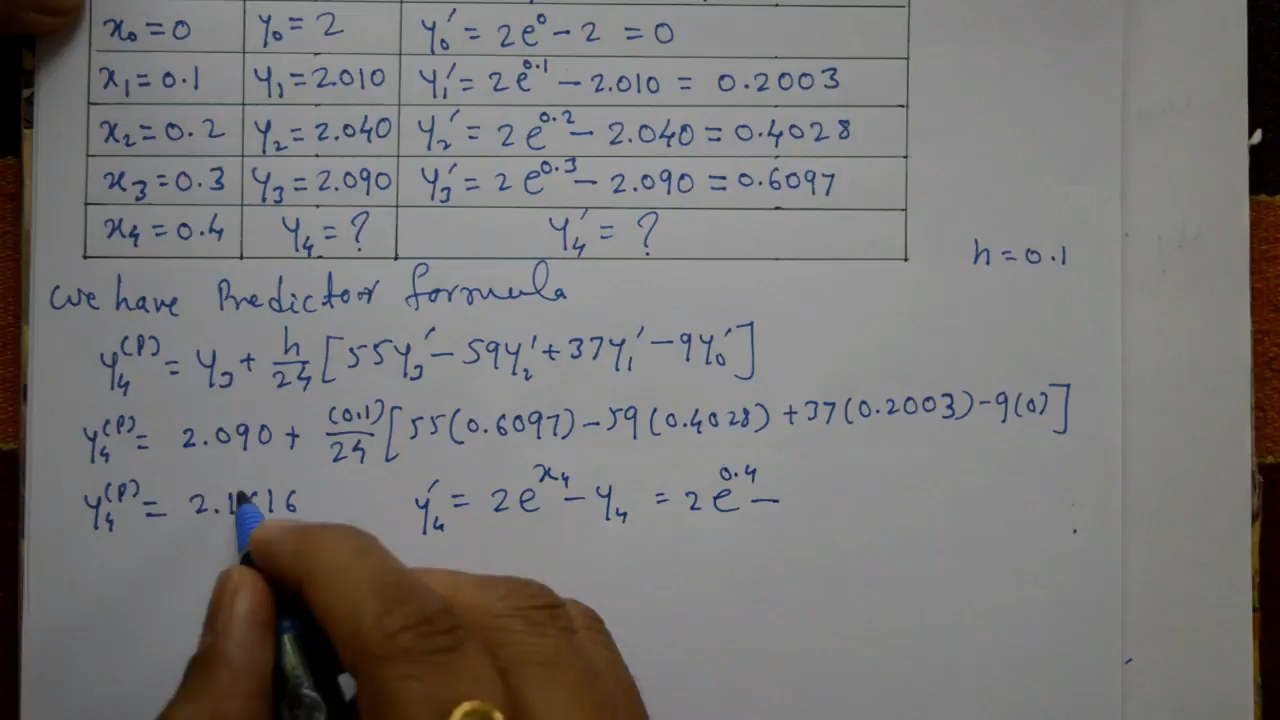 x₀=0 y₀=2 y₀′ = 2e⁰-2 = 0
x₁=0.1 y₁=2.010 y₁′= 2e^0.1 - 2.010 = 0.2003
x₂=0.2 y₂=2.040 y₂′ = 2e^0.2 - 2.040 = 0.4028
x₃=0.3 y₃=2.090 y₃′ = 2e^0.3 - 2.090 = 0.6097
x₄=0.4 y₄=? y₄′ = ?
h=0.1
We have Predictor formula
y₄^(P) = y₃ + h/24 [55y₃′ - 59y₂′ + 37y₁′ - 9y₀′]
y₄^(P) = 2.090 + (0.1)/24 [55(0.6097) - 59(0.4028) + 37(0.2003) - 9(0)]
y₄^(P) = y₄′ = 2e^x₄ - y₄ = 2e^0.4 -